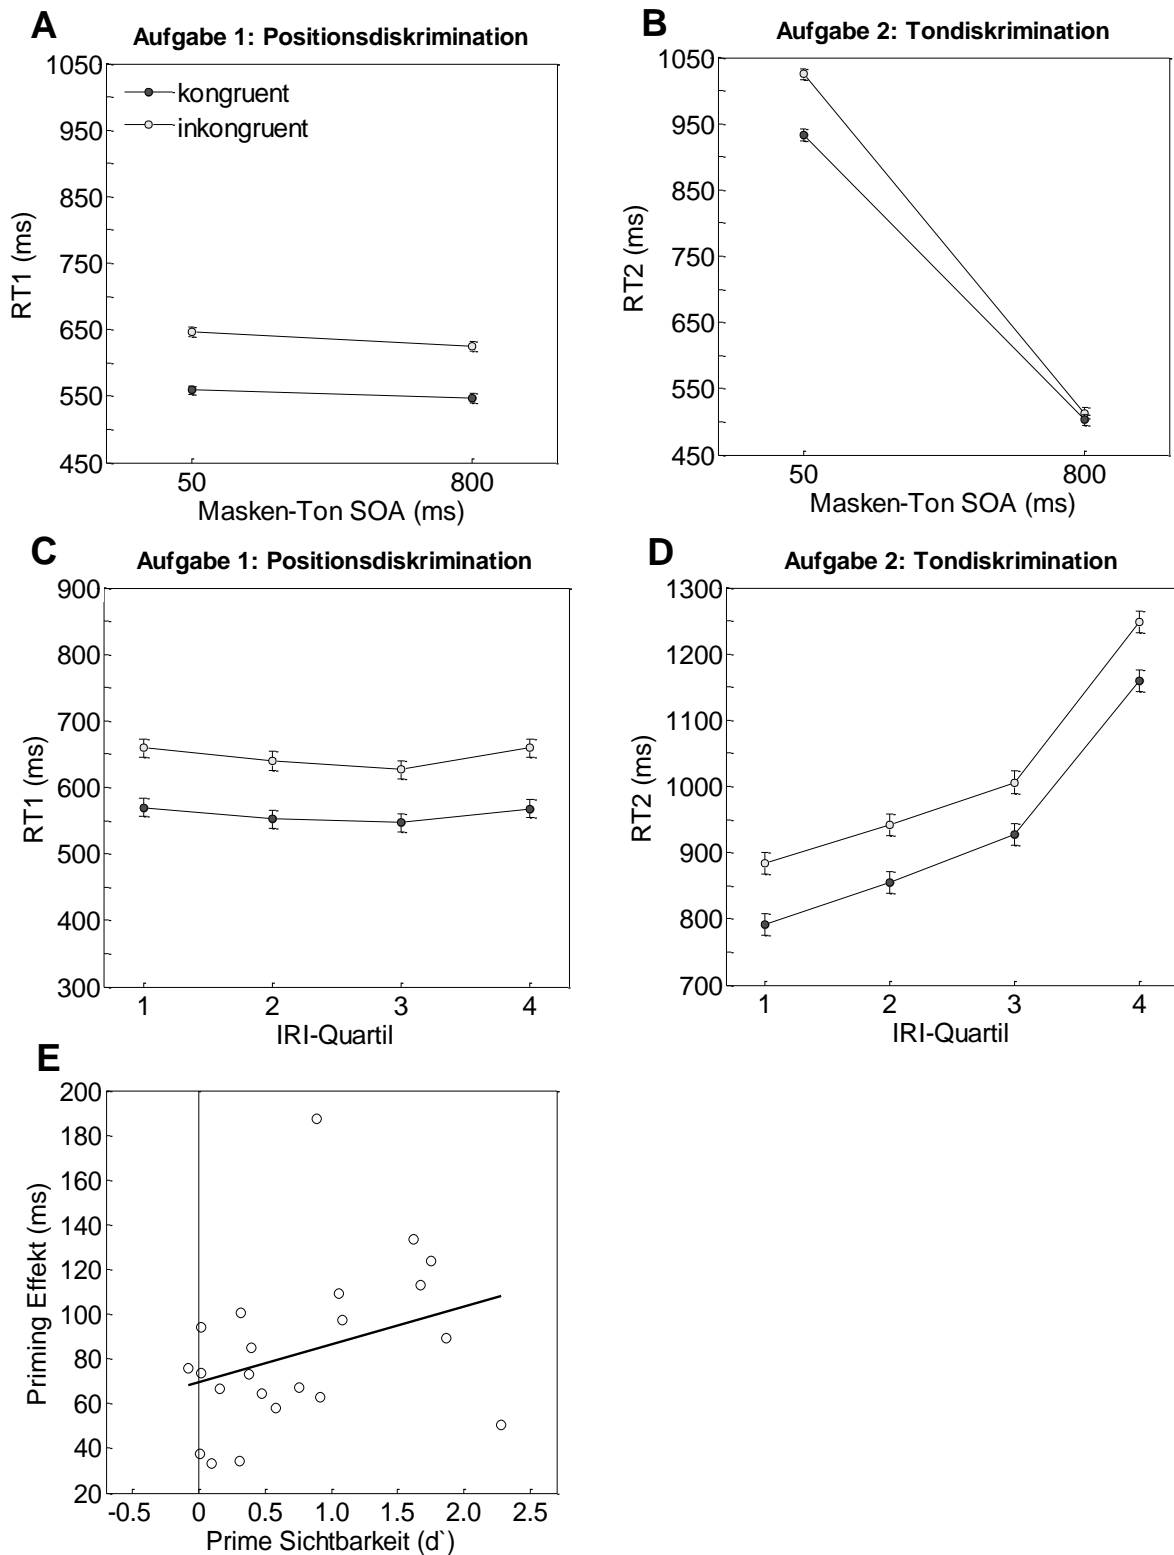 A
Aufgabe 1: Positionsdiskrimination
1050
950
850
750
650
550
450
RT1 (ms)
kongruent
inkongruent
50
800
Masken-Ton SOA (ms)
B
Aufgabe 2: Tondiskrimination
1050
950
850
750
650
550
450
RT2 (ms)
50
800
Masken-Ton SOA (ms)
C
Aufgabe 1: Positionsdiskrimination
900
800
700
600
500
400
300
RT1 (ms)
1
2
3
4
IRI-Quartil
D
Aufgabe 2: Tondiskrimination
1300
1200
1100
1000
900
800
700
RT2 (ms)
1
2
3
4
IRI-Quartil
E
200
180
160
140
120
100
80
60
40
20
Priming Effekt (ms)
-0.5
0
0.5
1.0
1.5
2.0
2.5
Prime Sichtbarkeit (d`)